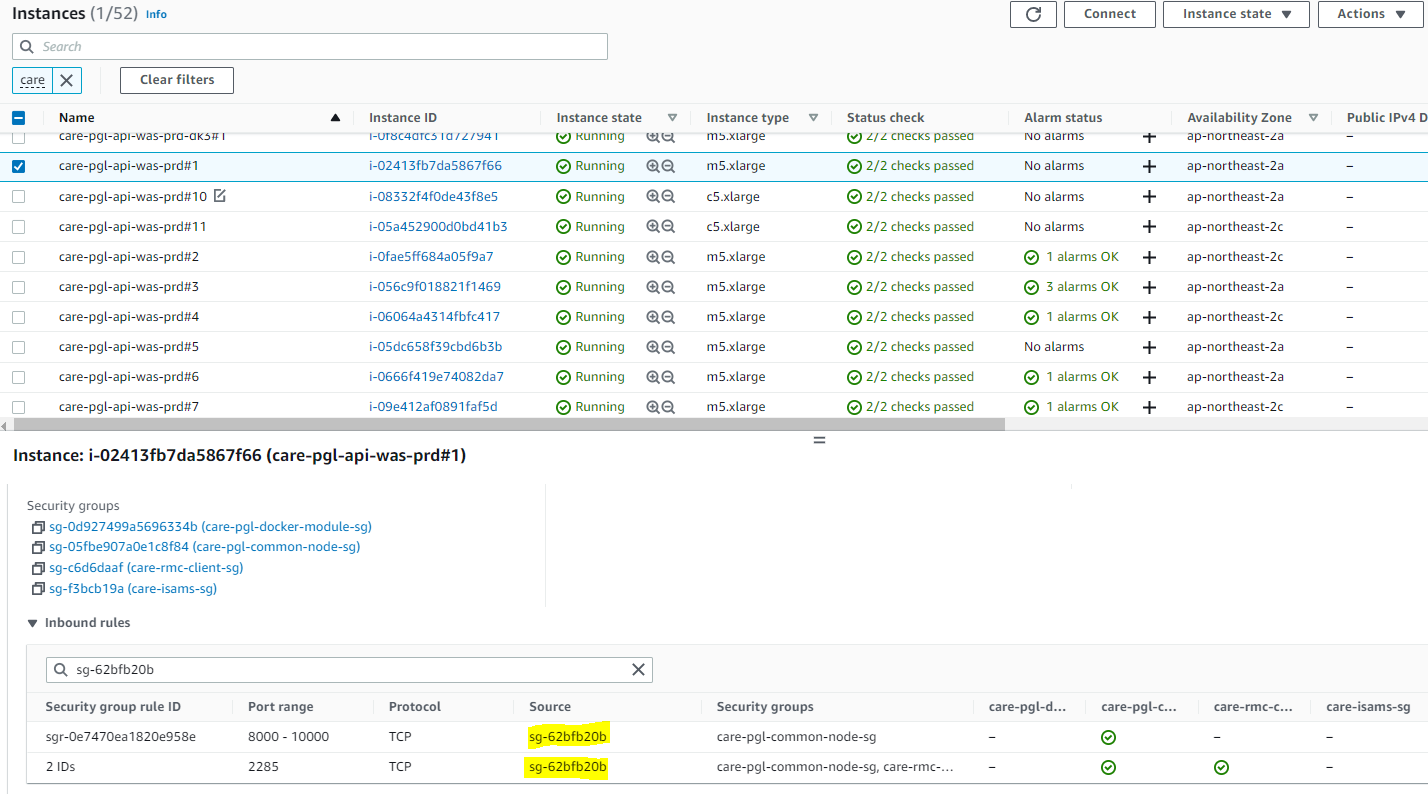 Instances (1/52) Info
Connect Instance state Actions
Search
care Clear filters
Name Instance ID Instance state Instance type Status check Alarm status Availability Zone Public IPv4 D
care-pgl-api-was-prd-dk3#1 i-0f8c4dfc31d727941 Running m5.xlarge 2/2 checks passed No alarms ap-northeast-2a –
care-pgl-api-was-prd#1 i-02413fb7da5867f66 Running m5.xlarge 2/2 checks passed No alarms ap-northeast-2a –
care-pgl-api-was-prd#10 i-08332f4f0de43f8e5 Running c5.xlarge 2/2 checks passed No alarms ap-northeast-2a –
care-pgl-api-was-prd#11 i-05a452900d0bd41b3 Running c5.xlarge 2/2 checks passed No alarms ap-northeast-2c –
care-pgl-api-was-prd#2 i-0fae5ff684a05f9a7 Running m5.xlarge 2/2 checks passed 1 alarms OK ap-northeast-2c –
care-pgl-api-was-prd#3 i-056c9f018821f1469 Running m5.xlarge 2/2 checks passed 3 alarms OK ap-northeast-2c –
care-pgl-api-was-prd#4 i-06064a4314fbfc417 Running m5.xlarge 2/2 checks passed 1 alarms OK ap-northeast-2c –
care-pgl-api-was-prd#5 i-05dc658f39cbd6b3b Running m5.xlarge 2/2 checks passed No alarms ap-northeast-2a –
care-pgl-api-was-prd#6 i-0666f419e74082da7 Running m5.xlarge 2/2 checks passed 1 alarms OK ap-northeast-2a –
care-pgl-api-was-prd#7 i-09e412af0891faf5d Running m5.xlarge 2/2 checks passed 1 alarms OK ap-northeast-2c –
Instance: i-02413fb7da5867f66 (care-pgl-api-was-prd#1)
Security groups
sg-0d927499a5696334b (care-pgl-docker-module-sg)
sg-05fbe907a0e1c8f84 (care-pgl-common-node-sg)
sg-c6d6daaf (care-rmc-client-sg)
sg-f3bcb19a (care-isams-sg)
Inbound rules
sg-62bfb20b
Security group rule ID Port range Protocol Source Security groups care-pgl-d... care-pgl-c... care-rmc-c... care-isams-sg
sgr-0e7470ea1820e958e 8000 - 10000 TCP sg-62bfb20b care-pgl-common-node-sg – – –
2 IDs 2285 TCP sg-62bfb20b care-pgl-common-node-sg, care-rmc-... – –